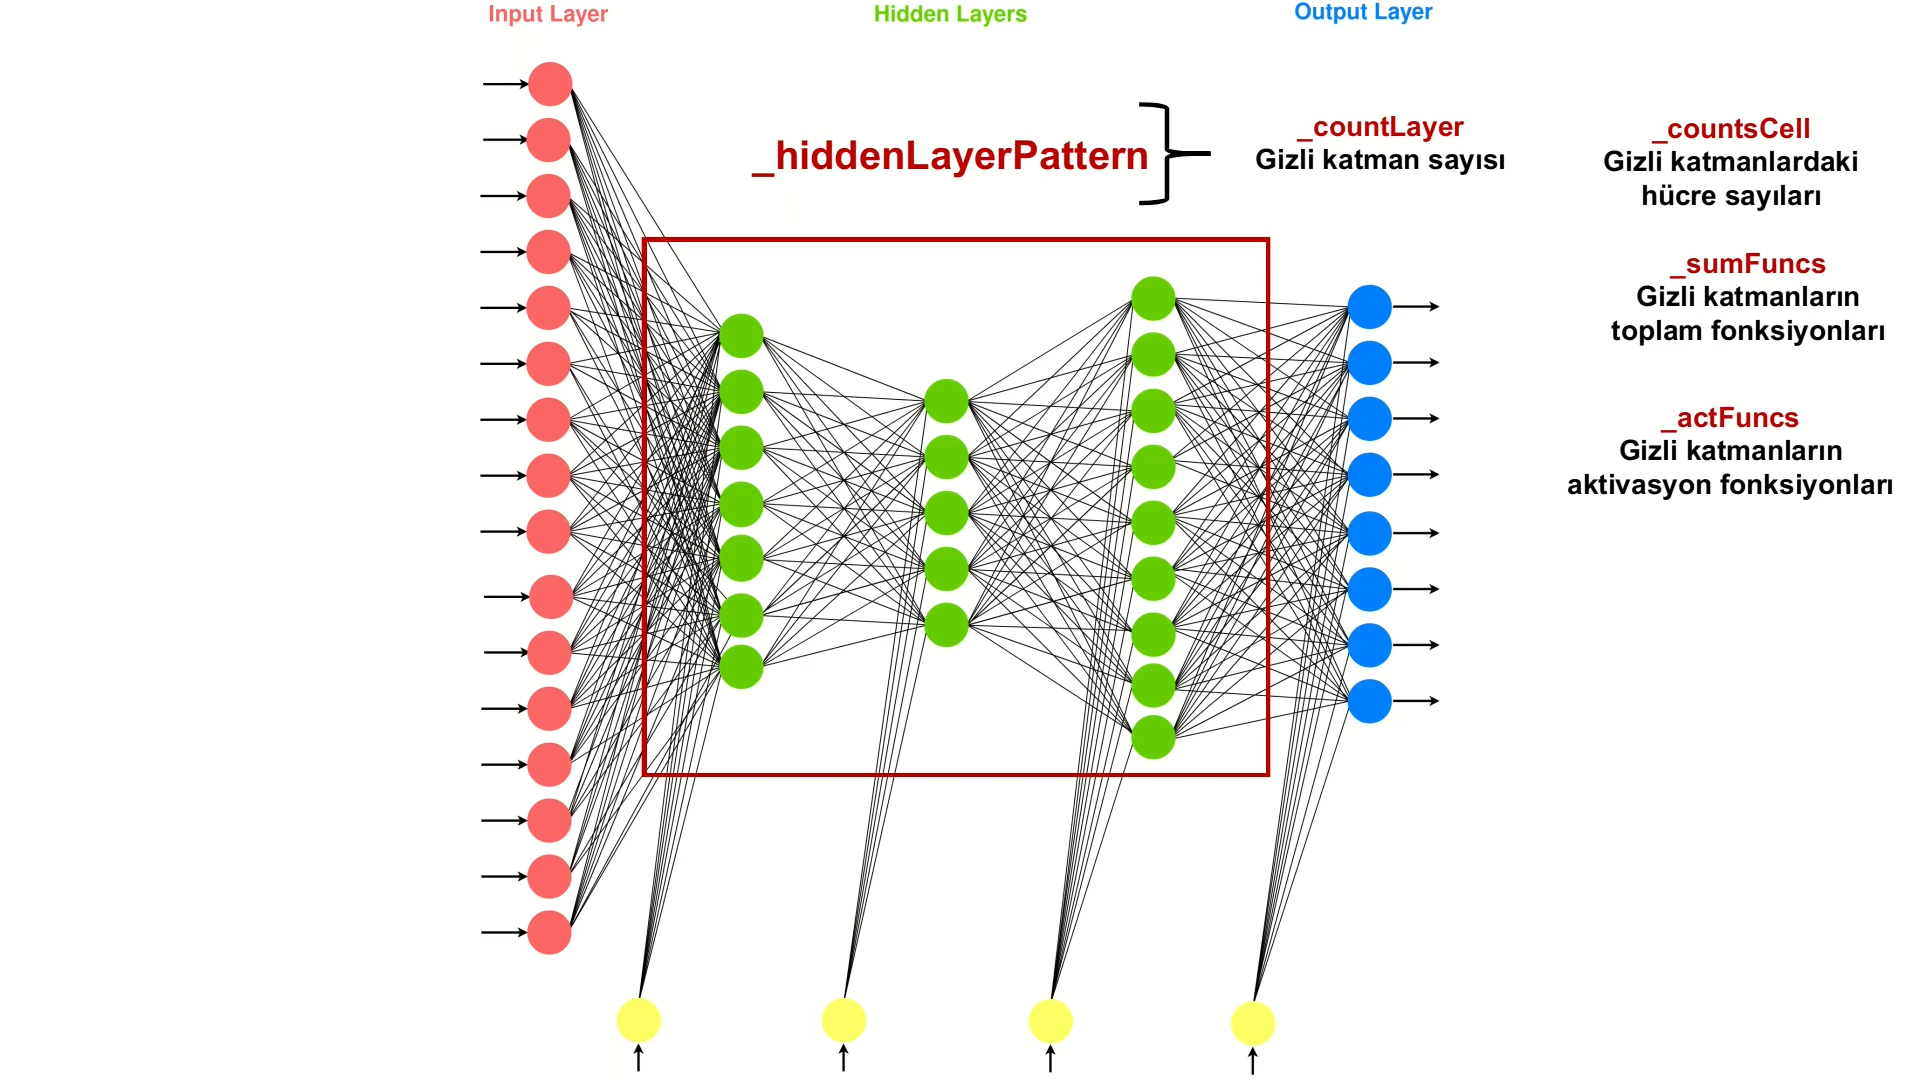 Input Layer
Hidden Layers
Output Layer
_hiddenLayerPattern
_countLayer
Gizli katman sayısı
_countsCell
Gizli katmanlardaki
hücre sayıları
_sumFuncs
Gizli katmanların
toplam fonksiyonları
_actFuncs
Gizli katmanların
aktivasyon fonksiyonları